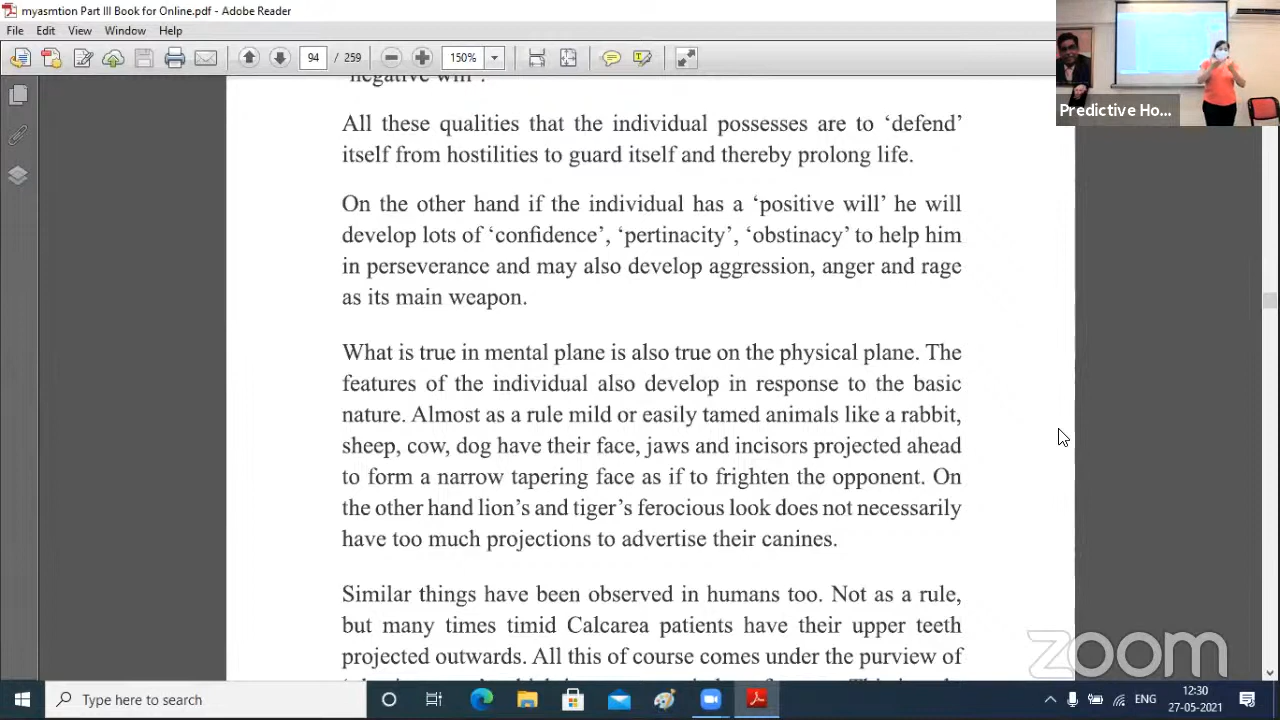 myasmtion Part III Book for Online.pdf - Adobe Reader
File Edit View Window Help
94 / 259 150%
Predictive Ho...
'negative will'.
All these qualities that the individual possesses are to ‘defend’
itself from hostilities to guard itself and thereby prolong life.
On the other hand if the individual has a ‘positive will’ he will
develop lots of ‘confidence’, ‘pertinacity’, ‘obstinacy’ to help him
in perseverance and may also develop aggression, anger and rage
as its main weapon.
What is true in mental plane is also true on the physical plane. The
features of the individual also develop in response to the basic
nature. Almost as a rule mild or easily tamed animals like a rabbit,
sheep, cow, dog have their face, jaws and incisors projected ahead
to form a narrow tapering face as if to frighten the opponent. On
the other hand lion’s and tiger’s ferocious look does not necessarily
have too much projections to advertise their canines.
Similar things have been observed in humans too. Not as a rule,
but many times timid Calcarea patients have their upper teeth
projected outwards. All this of course comes under the purview of
zoom
Type here to search
ENG
12:30
27-05-2021